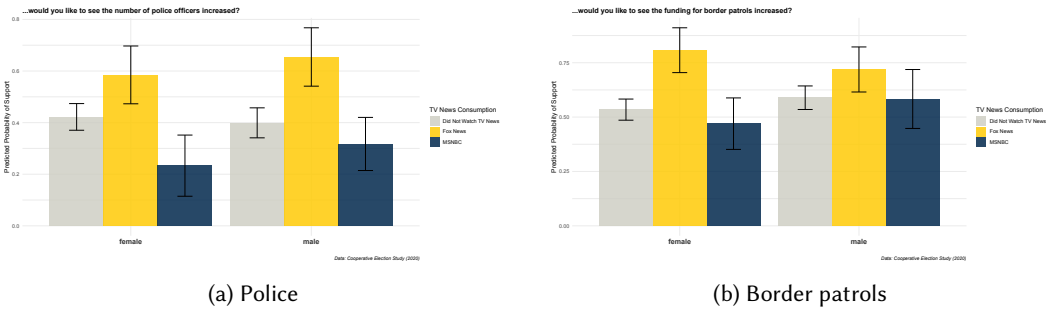 ...would you like to see the number of police officers increased?
0.8
0.6
0.4
0.2
0.0
Predicted Probability of Support
female
male
TV News Consumption
Did Not Watch TV News
Fox News
MSNBC
Data: Cooperative Election Study (2020)
(a) Police
...would you like to see the funding for border patrols increased?
0.75
0.50
0.25
0.00
Predicted Probability of Support
female
male
TV News Consumption
Did Not Watch TV News
Fox News
MSNBC
Data: Cooperative Election Study (2020)
(b) Border patrols